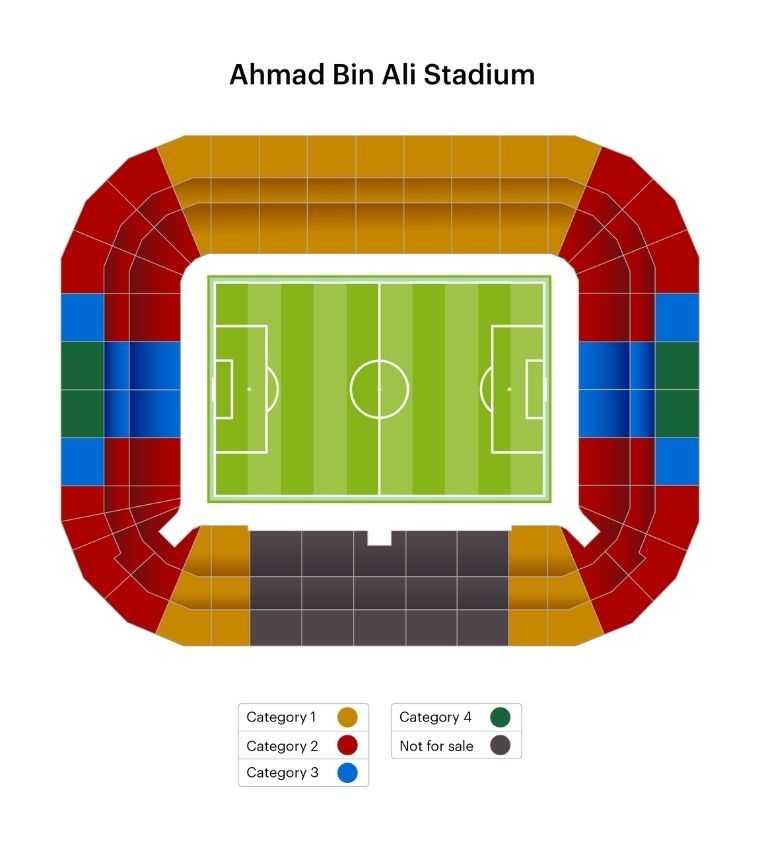 Ahmad Bin Ali Stadium
Category 1
Category 2
Category 3
Category 4
Not for sale